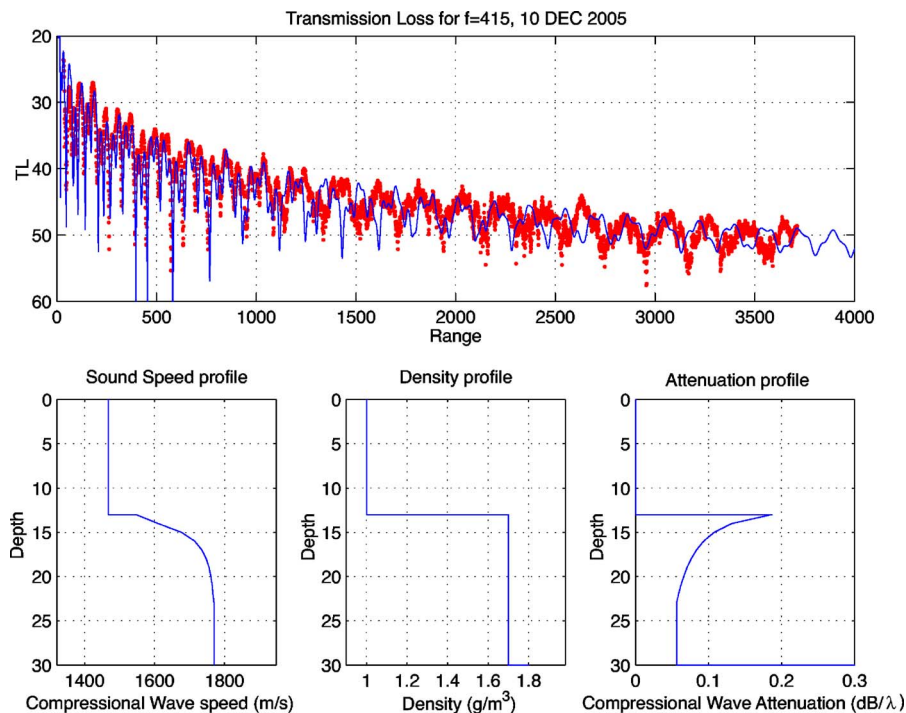 Transmission Loss for f=415, 10 DEC 2005
20
30
40
50
60
TL
0 500 1000 1500 2000 2500 3000 3500 4000
Range
Sound Speed profile
0
5
10
15
20
25
30
Depth
1400 1600 1800
Compressional Wave speed (m/s)
Density profile
0
5
10
15
20
25
30
Depth
1 1.2 1.4 1.6 1.8
Density (g/m³)
Attenuation profile
0
5
10
15
20
25
30
Depth
0 0.1 0.2 0.3
Compressional Wave Attenuation (dB/λ)